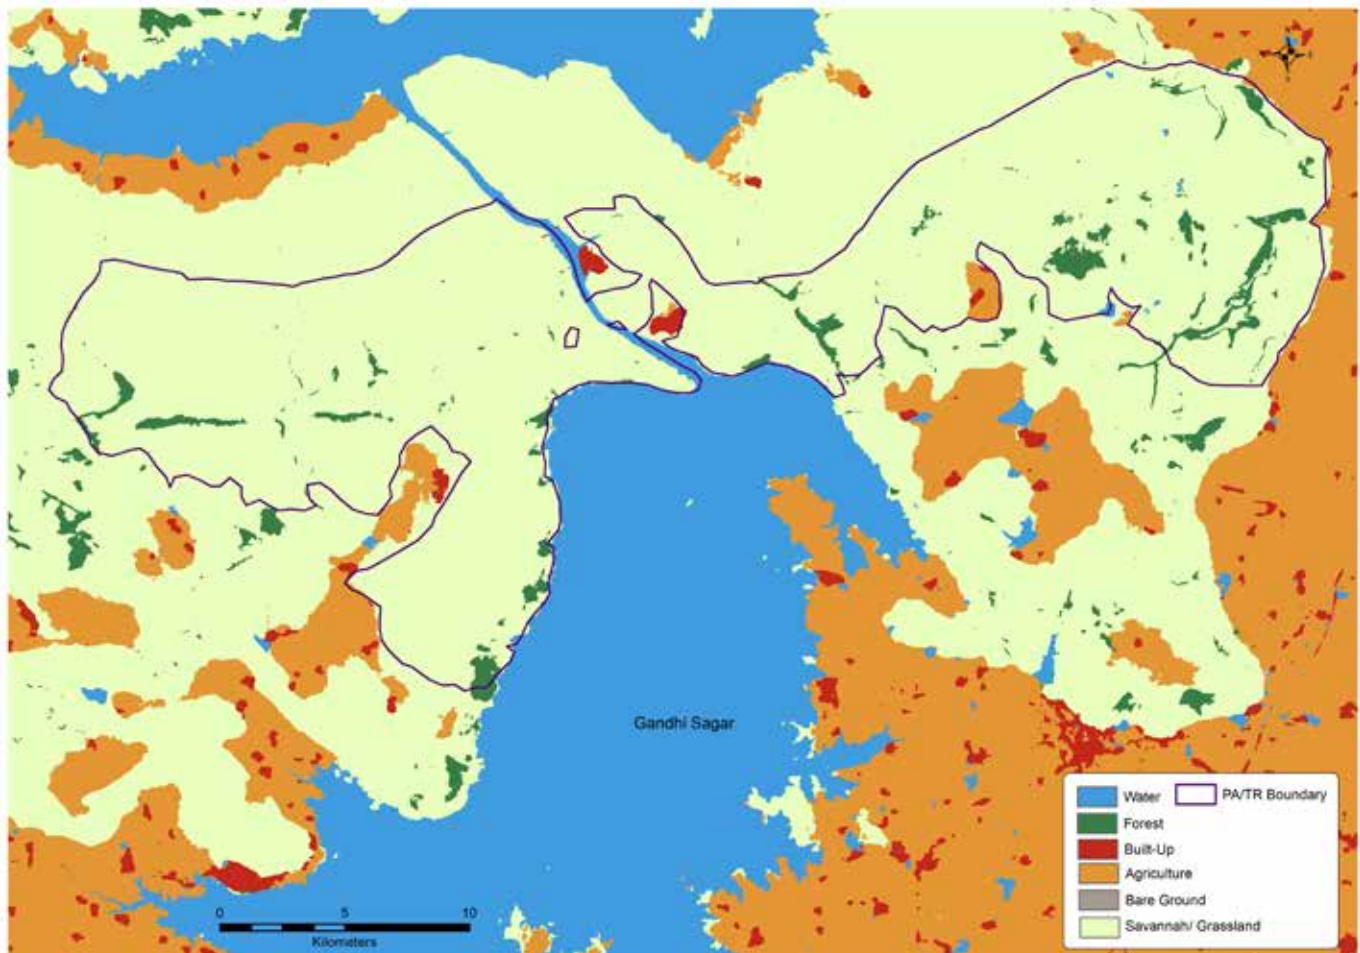 Gandhi Sagar
Water
PA/TR Boundary
Forest
Built-Up
Agriculture
Bare Ground
Savannah/ Grassland
0 5 10
Kilometers